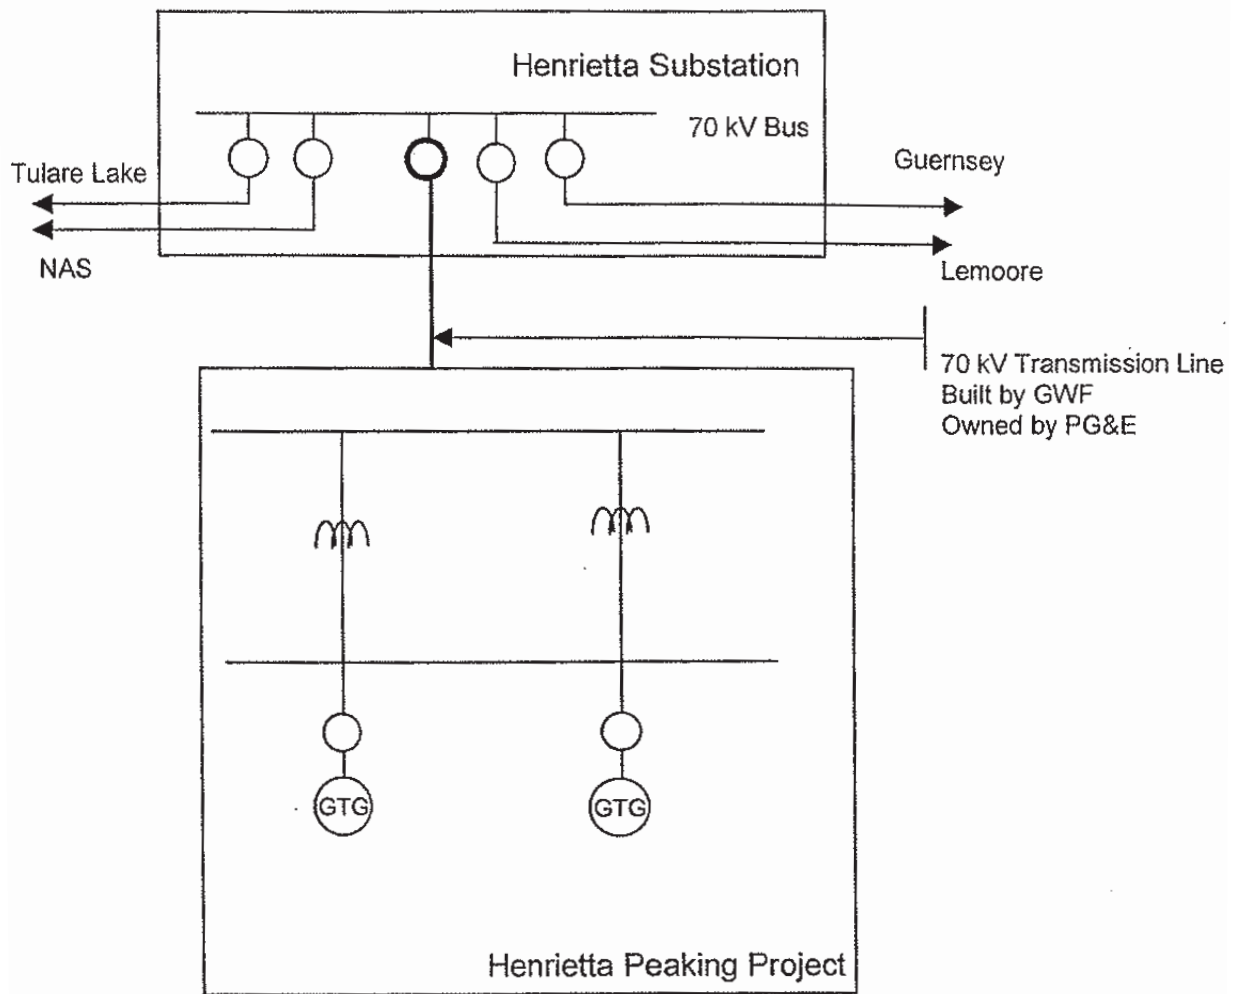 Henrietta Substation
70 kV Bus
Tulare Lake
Guernsey
NAS
Lemoore
70 kV Transmission Line
Built by GWF
Owned by PG&E
GTG
GTG
Henrietta Peaking Project